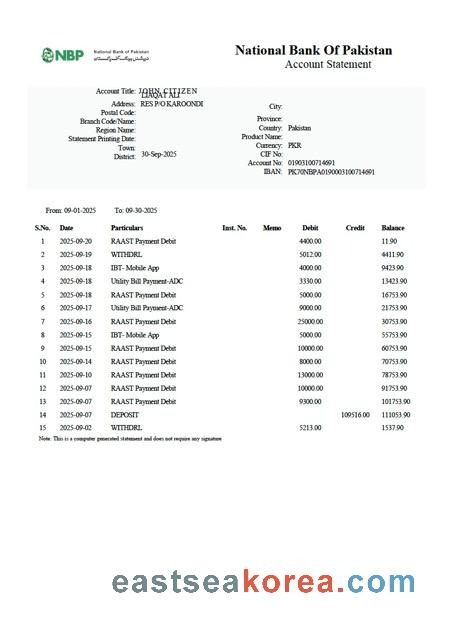 NBP
National Bank of Pakistan
نیشنل بینک آف پاکستان
National Bank Of Pakistan
Account Statement
Account Title: JOHN CITIZEN
LIAQAT ALI
Address: RES P/O KAROONDI
Postal Code:
Branch Code/Name:
Region Name:
Statement Printing Date:
Town:
District: 30-Sep-2025
City:
Province:
Country: Pakistan
Product Name:
Currency: PKR
CIF No:
Account No: 01903100714691
IBAN: PK70NBPA0190003100714691
From: 09-01-2025 To: 09-30-2025
S.No. Date Particulars Inst. No. Memo Debit Credit Balance
1 2025-09-20 RAAST Payment Debit 4400.00 11.90
2 2025-09-19 WITHDRL 5012.00 4411.90
3 2025-09-18 IBT- Mobile App 4000.00 9423.90
4 2025-09-18 Utility Bill Payment-ADC 3330.00 13423.90
5 2025-09-18 RAAST Payment Debit 5000.00 16753.90
6 2025-09-17 Utility Bill Payment-ADC 9000.00 21753.90
7 2025-09-16 RAAST Payment Debit 25000.00 30753.90
8 2025-09-15 IBT- Mobile App 5000.00 55753.90
9 2025-09-15 RAAST Payment Debit 10000.00 60753.90
10 2025-09-14 RAAST Payment Debit 8000.00 70753.90
11 2025-09-10 RAAST Payment Debit 13000.00 78753.90
12 2025-09-07 RAAST Payment Debit 10000.00 91753.90
13 2025-09-07 RAAST Payment Debit 9300.00 101753.90
14 2025-09-07 DEPOSIT 109516.00 111053.90
15 2025-09-02 WITHDRL 5213.00 1537.90
Note: This is a computer generated statement and does not require any signature
eastseakorea.com